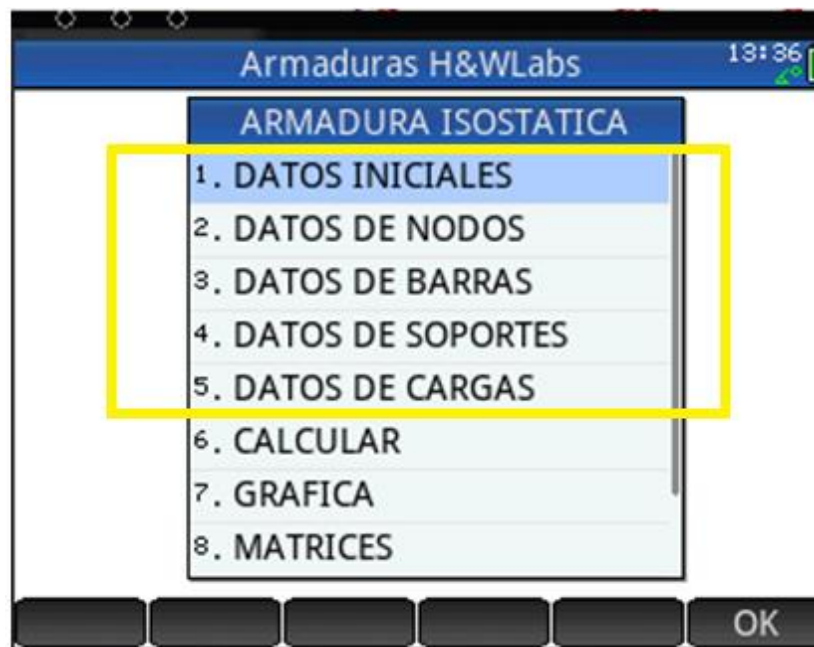 Armaduras H&WLabs 13:36
ARMADURA ISOSTATICA
1. DATOS INICIALES
2. DATOS DE NODOS
3. DATOS DE BARRAS
4. DATOS DE SOPORTES
5. DATOS DE CARGAS
6. CALCULAR
7. GRAFICA
8. MATRICES
OK